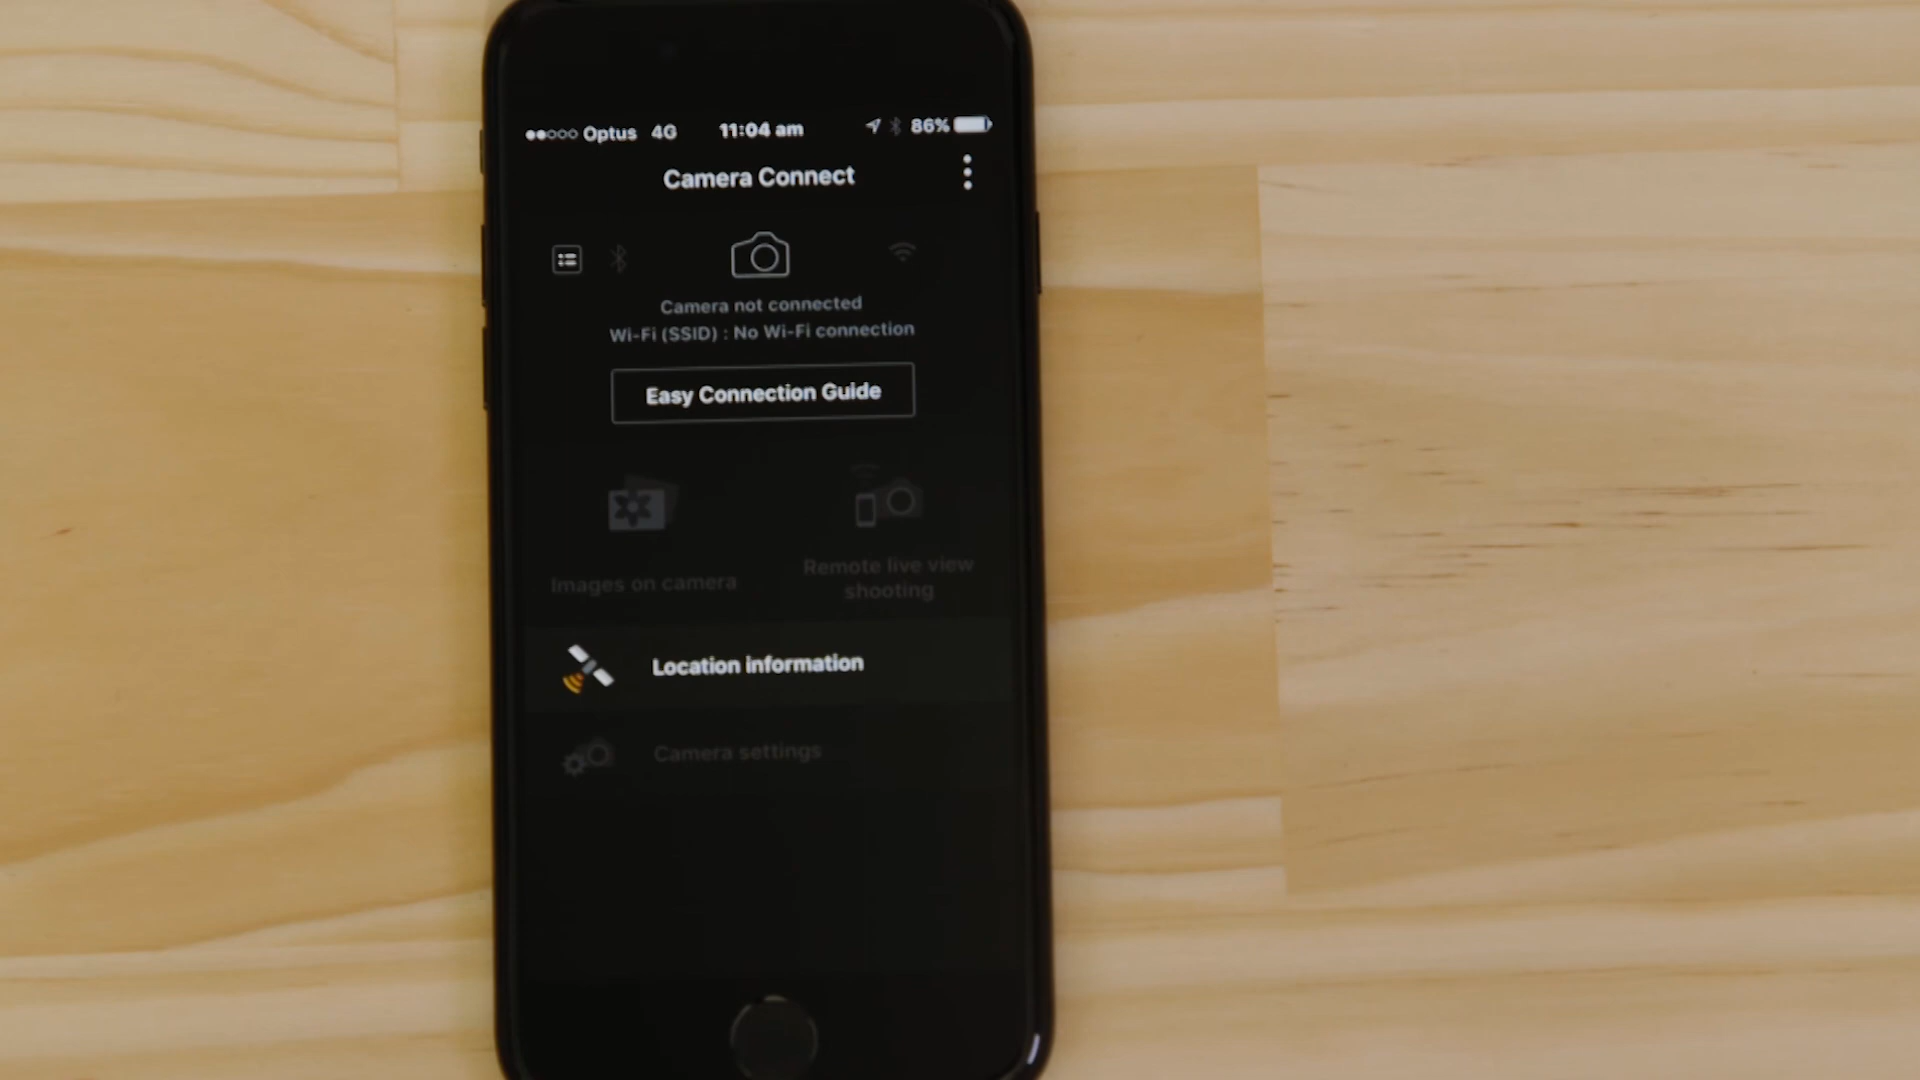 Optus 4G 11:04 am 86%
Camera Connect
Camera not connected
Wi-Fi (SSID) : No Wi-Fi connection
Easy Connection Guide
Images on camera
Remote live view
shooting
Location information
Camera settings